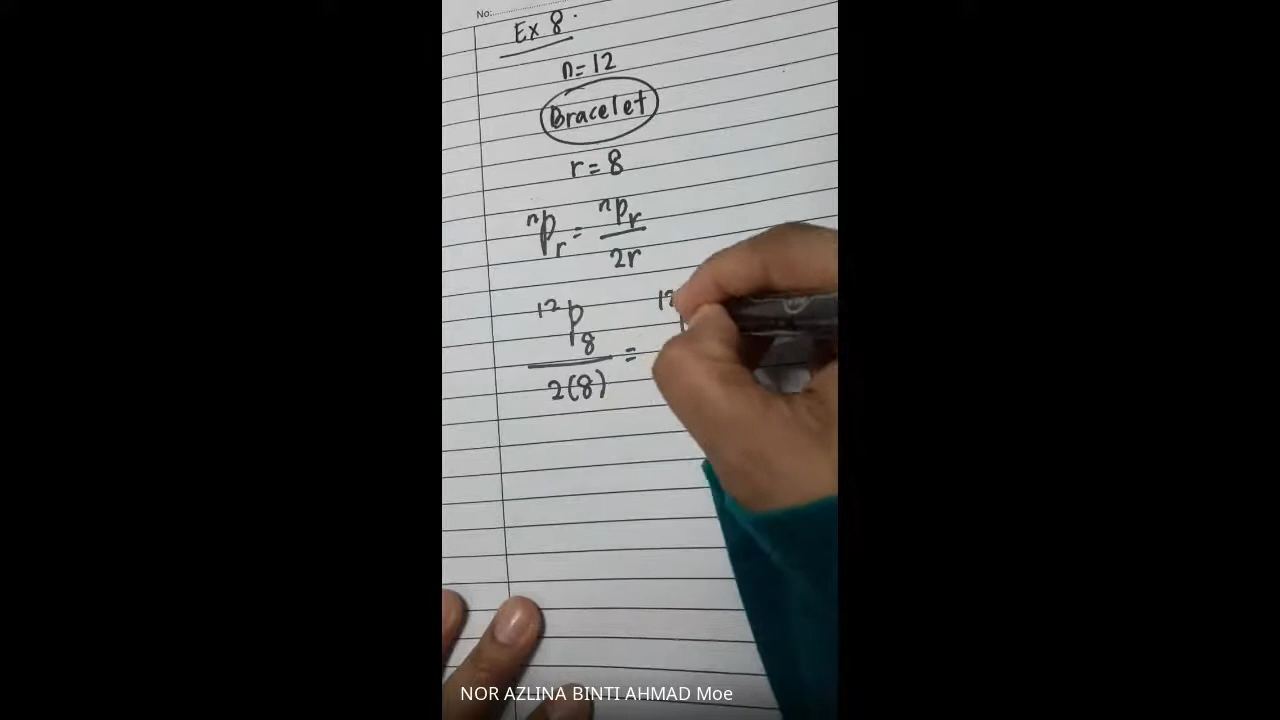 No:
Ex 8.
n=12
Bracelet
r=8
ⁿPᵣ = ⁿPᵣ / 2r
¹²P₈ / 2(8) =
NOR AZLINA BINTI AHMAD Moe